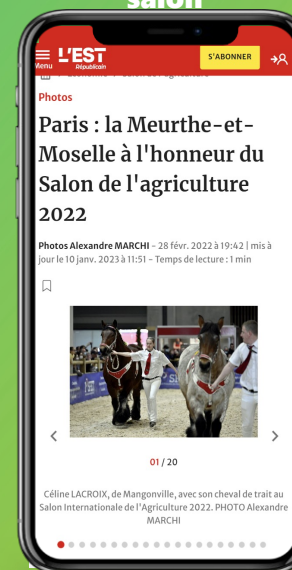 salon
Menu
L'EST
Républicain
S'ABONNER
Photos
Paris : la Meurthe-et-
Moselle à l'honneur du
Salon de l'agriculture
2022
Photos Alexandre MARCHI - 28 févr. 2022 à 19:42 | mis à
jour le 10 janv. 2023 à 11:51 - Temps de lecture : 1 min
01 / 20
Céline LACROIX, de Mangonville, avec son cheval de trait au
Salon Internationale de l'Agriculture 2022. PHOTO Alexandre
MARCHI